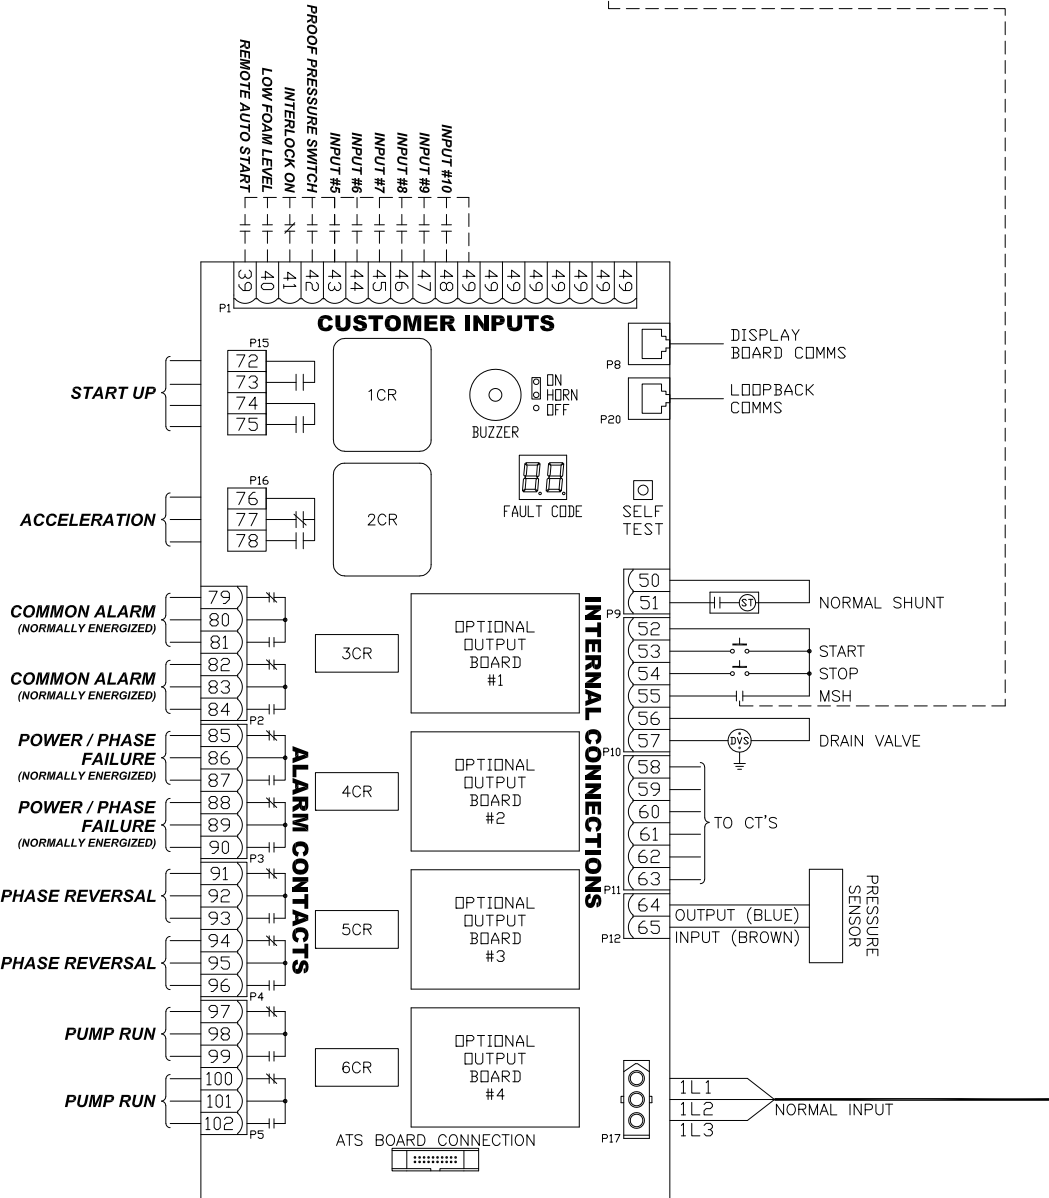 REMOTE AUTO START
LOW FOAM LEVEL
INTERLOCK ON
PROOF PRESSURE SWITCH
INPUT #5
INPUT #6
INPUT #7
INPUT #8
INPUT #9
INPUT #10
39 40 41 42 43 44 45 46 47 48 49 49 49 49 49 49 49 49
P1
CUSTOMER INPUTS
P15
START UP
72
73
74
75
1CR
BUZZER
ON
HORN
OFF
P8
DISPLAY
BOARD COMMS
P20
LOOPBACK
COMMS
P16
ACCELERATION
76
77
78
2CR
FAULT CODE
SELF
TEST
COMMON ALARM
(NORMALLY ENERGIZED)
79
80
81
COMMON ALARM
(NORMALLY ENERGIZED)
82
83
84
P2
POWER / PHASE
FAILURE
(NORMALLY ENERGIZED)
85
86
87
POWER / PHASE
FAILURE
(NORMALLY ENERGIZED)
88
89
90
P3
PHASE REVERSAL
91
92
93
PHASE REVERSAL
94
95
96
P4
PUMP RUN
97
98
99
PUMP RUN
100
101
102
P5
ALARM CONTACTS
3CR
4CR
5CR
6CR
OPTIONAL
OUTPUT
BOARD
#1
OPTIONAL
OUTPUT
BOARD
#2
OPTIONAL
OUTPUT
BOARD
#3
OPTIONAL
OUTPUT
BOARD
#4
ATS BOARD CONNECTION
INTERNAL CONNECTIONS
50
51
P9
ST
NORMAL SHUNT
52
53
START
54
STOP
55
MSH
56
57
P10
DVS
DRAIN VALVE
58
59
60
61
62
63
P11
TO CT'S
64
OUTPUT (BLUE)
65
P12
INPUT (BROWN)
PRESSURE
SENSOR
P17
1L1
1L2
1L3
NORMAL INPUT